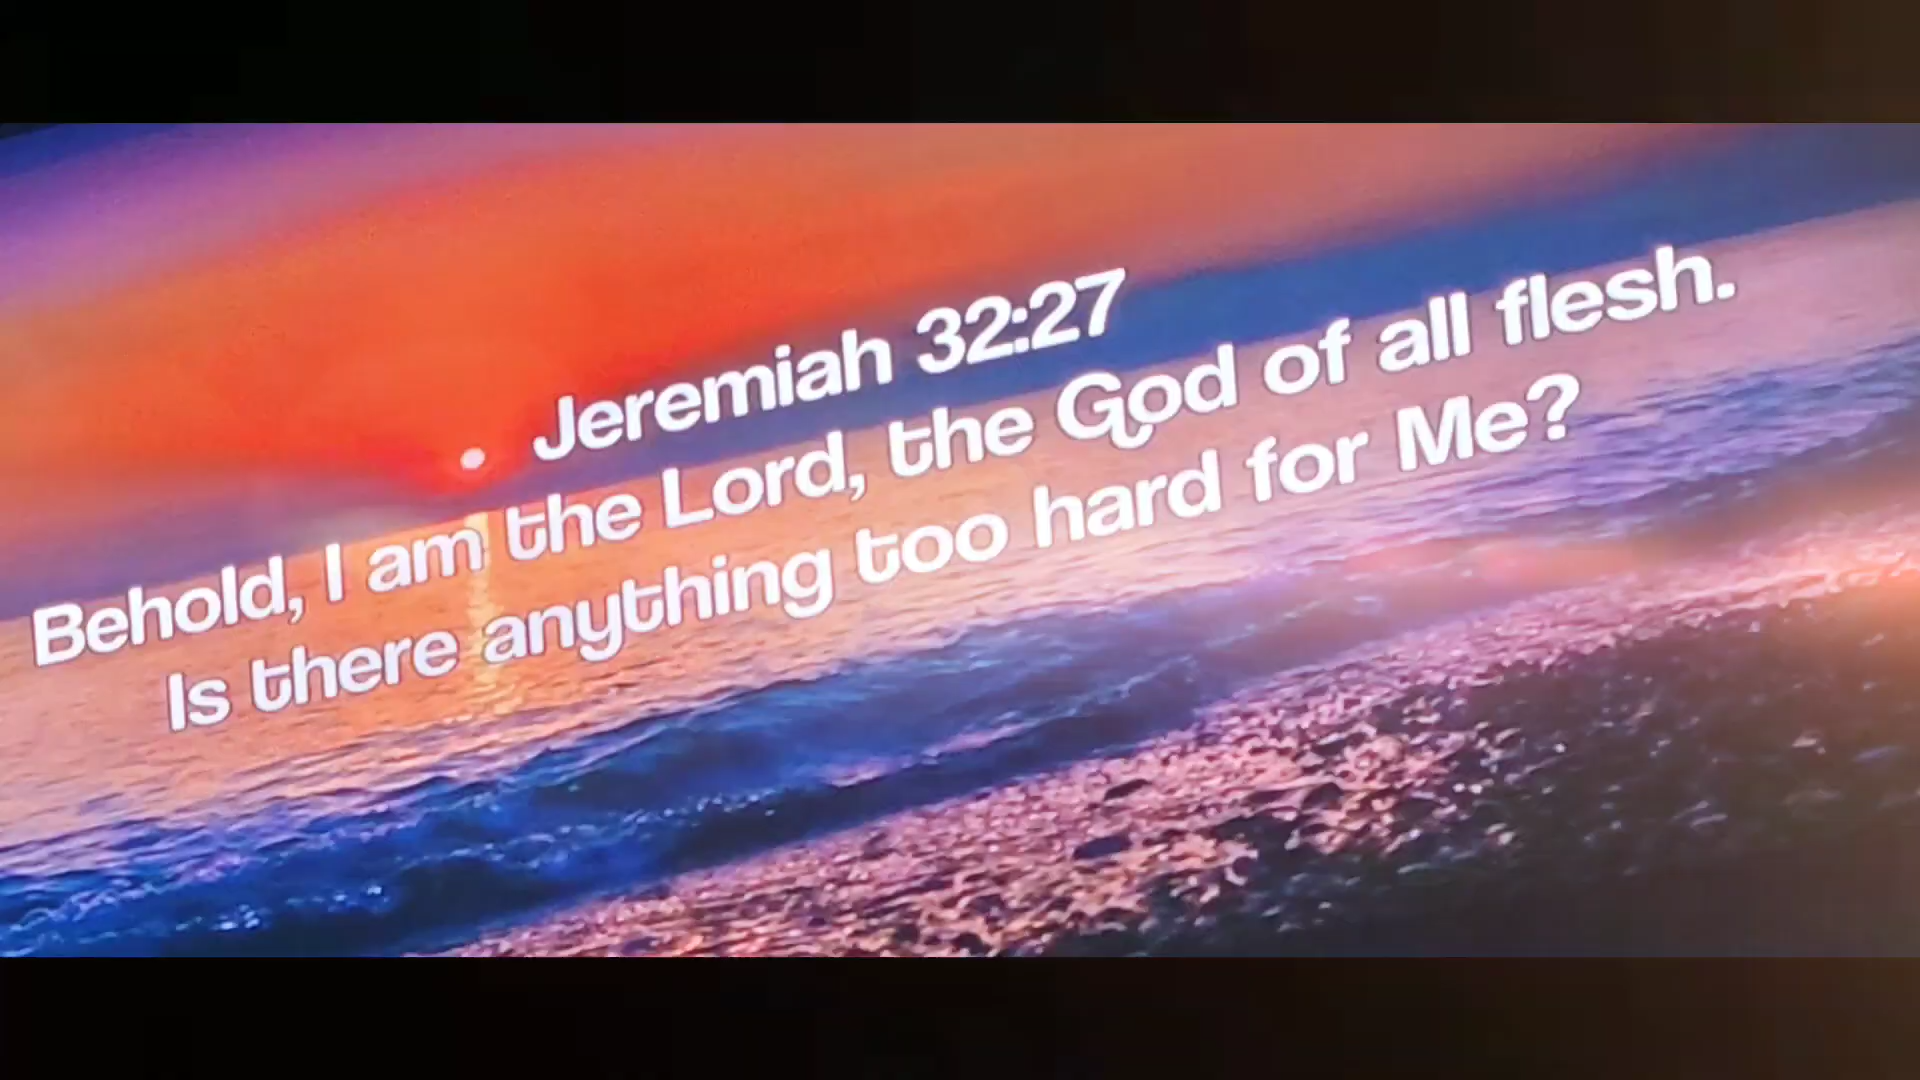 • Jeremiah 32:27
Behold, I am the Lord, the God of all flesh.
Is there anything too hard for Me?